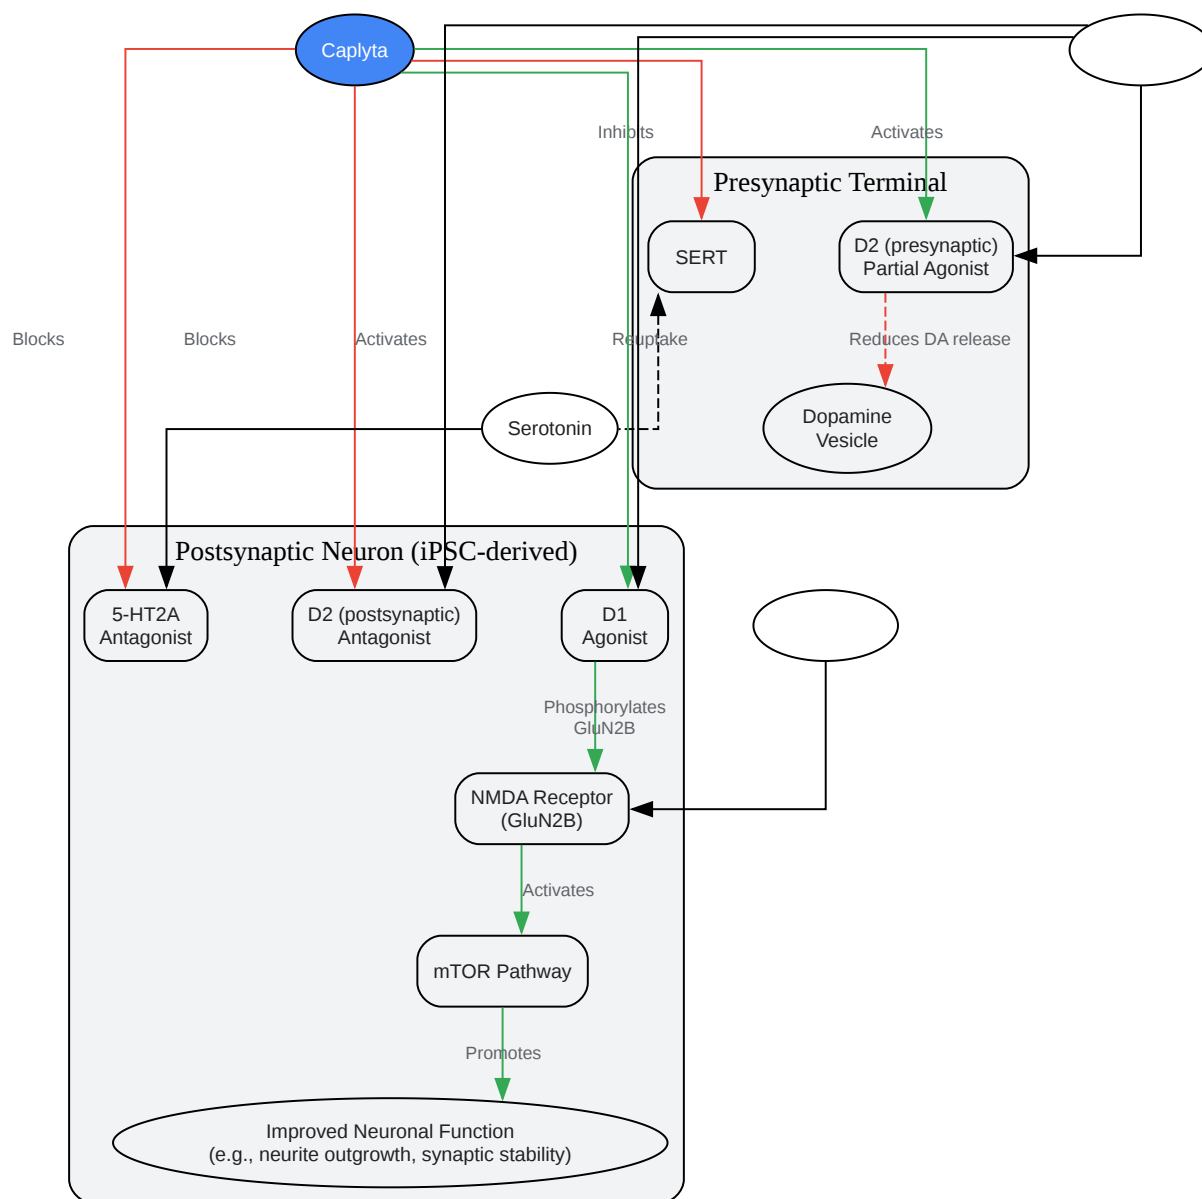 Caplyta
Inhibits
Activates
Presynaptic Terminal
SERT
D2 (presynaptic)
Partial Agonist
Blocks
Blocks
Activates
Reuptake
Reduces DA release
Serotonin
Dopamine
Vesicle
Postsynaptic Neuron (iPSC-derived)
5-HT2A
Antagonist
D2 (postsynaptic)
Antagonist
D1
Agonist
Phosphorylates
GluN2B
NMDA Receptor
(GluN2B)
Activates
mTOR Pathway
Promotes
Improved Neuronal Function
(e.g., neurite outgrowth, synaptic stability)